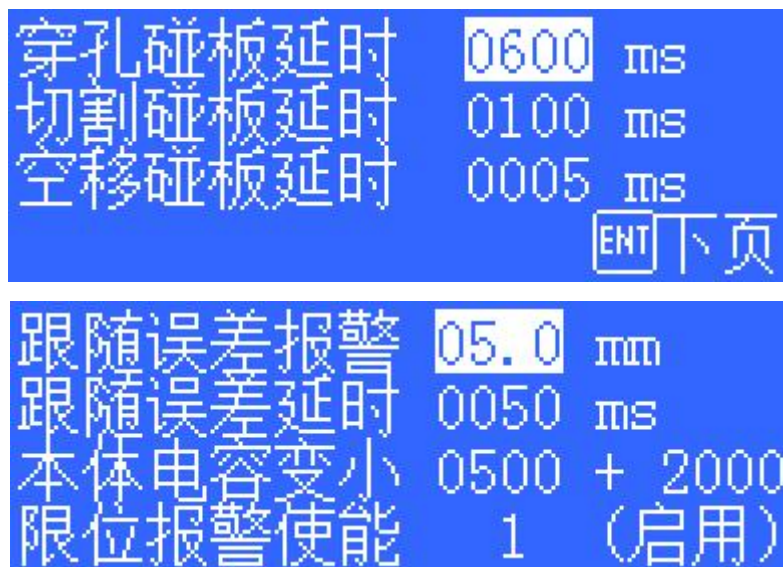 穿孔碰板延时 0600 ms
切割碰板延时 0100 ms
空移碰板延时 0005 ms
ENT下页
跟随误差报警 05.0 mm
跟随误差延时 0050 ms
本体电容变小 0500 + 2000
限位报警使能 1 (启用)